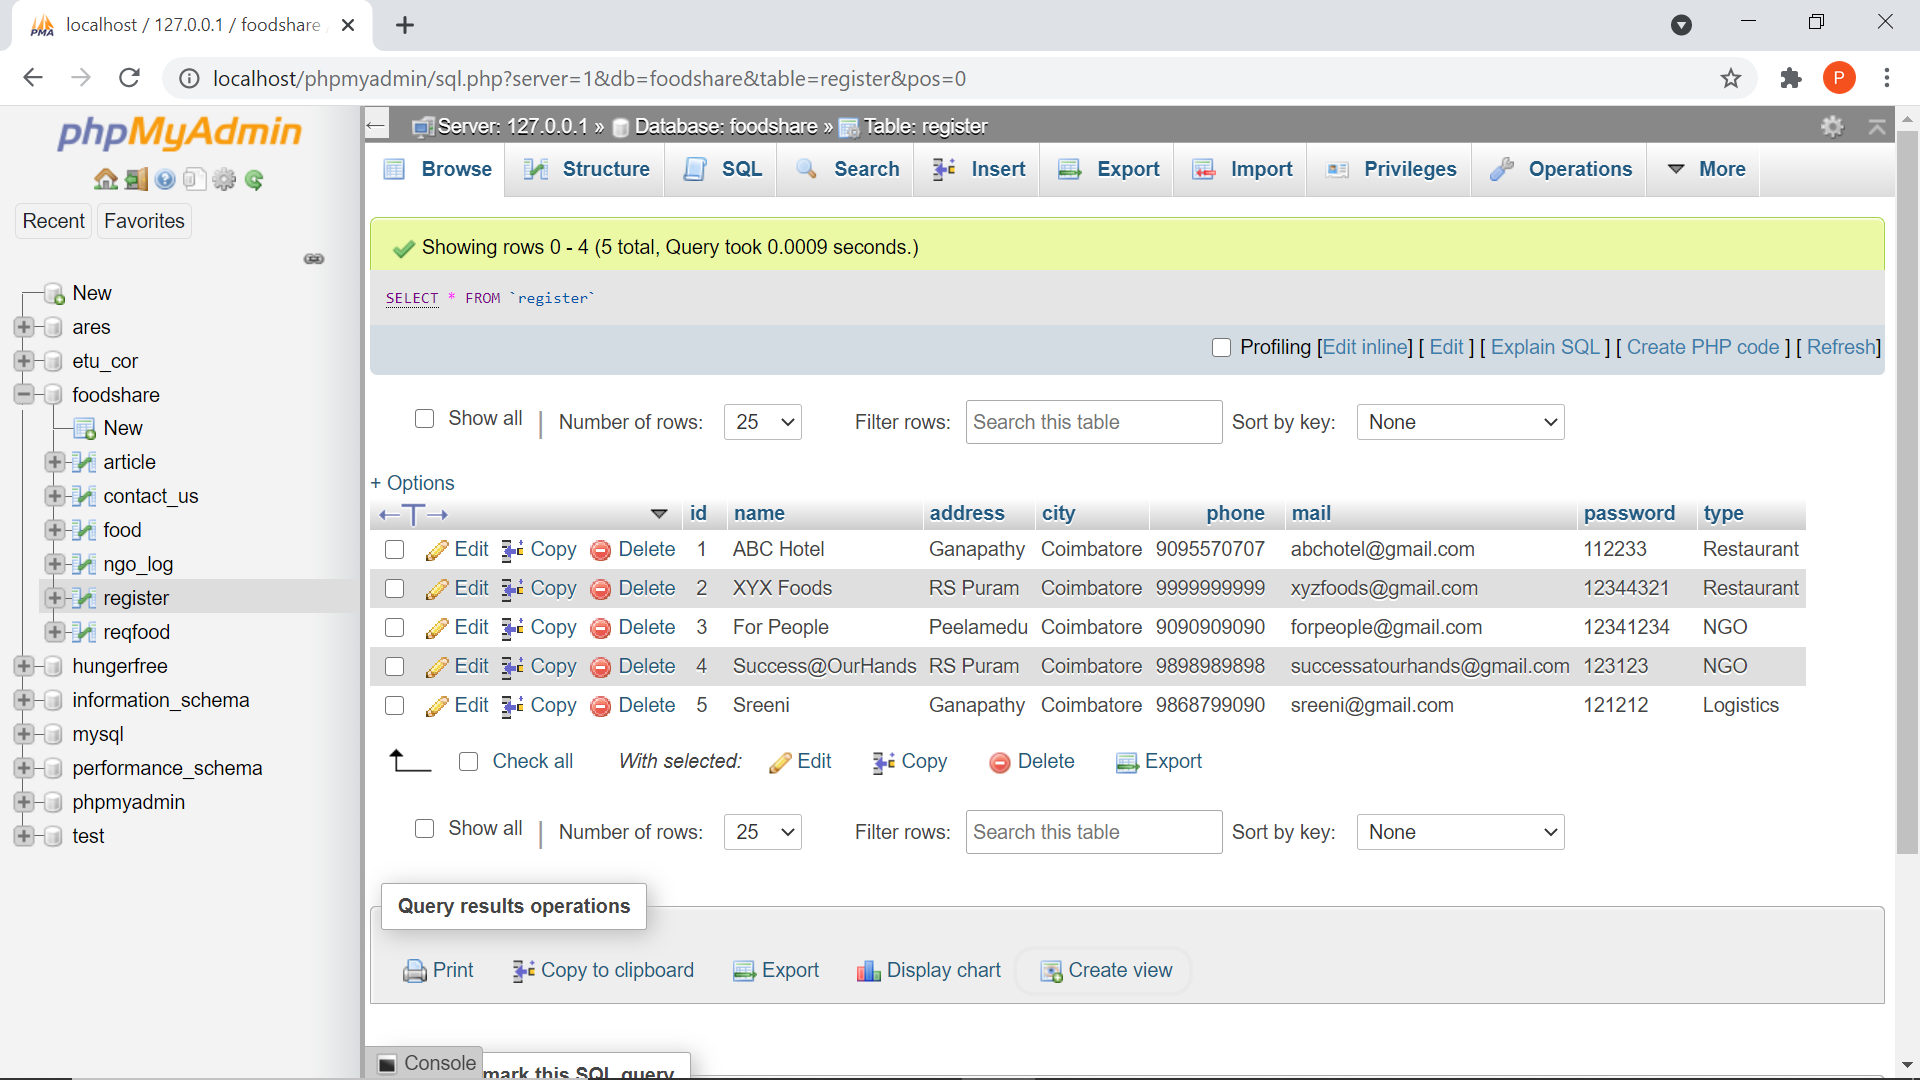 localhost / 127.0.0.1 / foodshare
localhost/phpmyadmin/sql.php?server=1&db=foodshare&table=register&pos=0
P
phpMyAdmin
Recent Favorites
New
ares
etu_cor
foodshare
New
article
contact_us
food
ngo_log
register
reqfood
hungerfree
information_schema
mysql
performance_schema
phpmyadmin
test
Server: 127.0.0.1 » Database: foodshare » Table: register
Browse Structure SQL Search Insert Export Import Privileges Operations More
Showing rows 0 - 4 (5 total, Query took 0.0009 seconds.)
SELECT * FROM `register`
Profiling [Edit inline] [ Edit ] [ Explain SQL ] [ Create PHP code ] [ Refresh]
Show all | Number of rows: 25 Filter rows: Search this table Sort by key: None
+ Options
←T→ id name address city phone mail password type
Edit Copy Delete 1 ABC Hotel Ganapathy Coimbatore 9095570707 abchotel@gmail.com 112233 Restaurant
Edit Copy Delete 2 XYX Foods RS Puram Coimbatore 9999999999 xyzfoods@gmail.com 12344321 Restaurant
Edit Copy Delete 3 For People Peelamedu Coimbatore 9090909090 forpeople@gmail.com 12341234 NGO
Edit Copy Delete 4 Success@OurHands RS Puram Coimbatore 9898989898 successatourhands@gmail.com 123123 NGO
Edit Copy Delete 5 Sreeni Ganapathy Coimbatore 9868799090 sreeni@gmail.com 121212 Logistics
Check all With selected: Edit Copy Delete Export
Show all | Number of rows: 25 Filter rows: Search this table Sort by key: None
Query results operations
Print Copy to clipboard Export Display chart Create view
Console
mark this SQL query